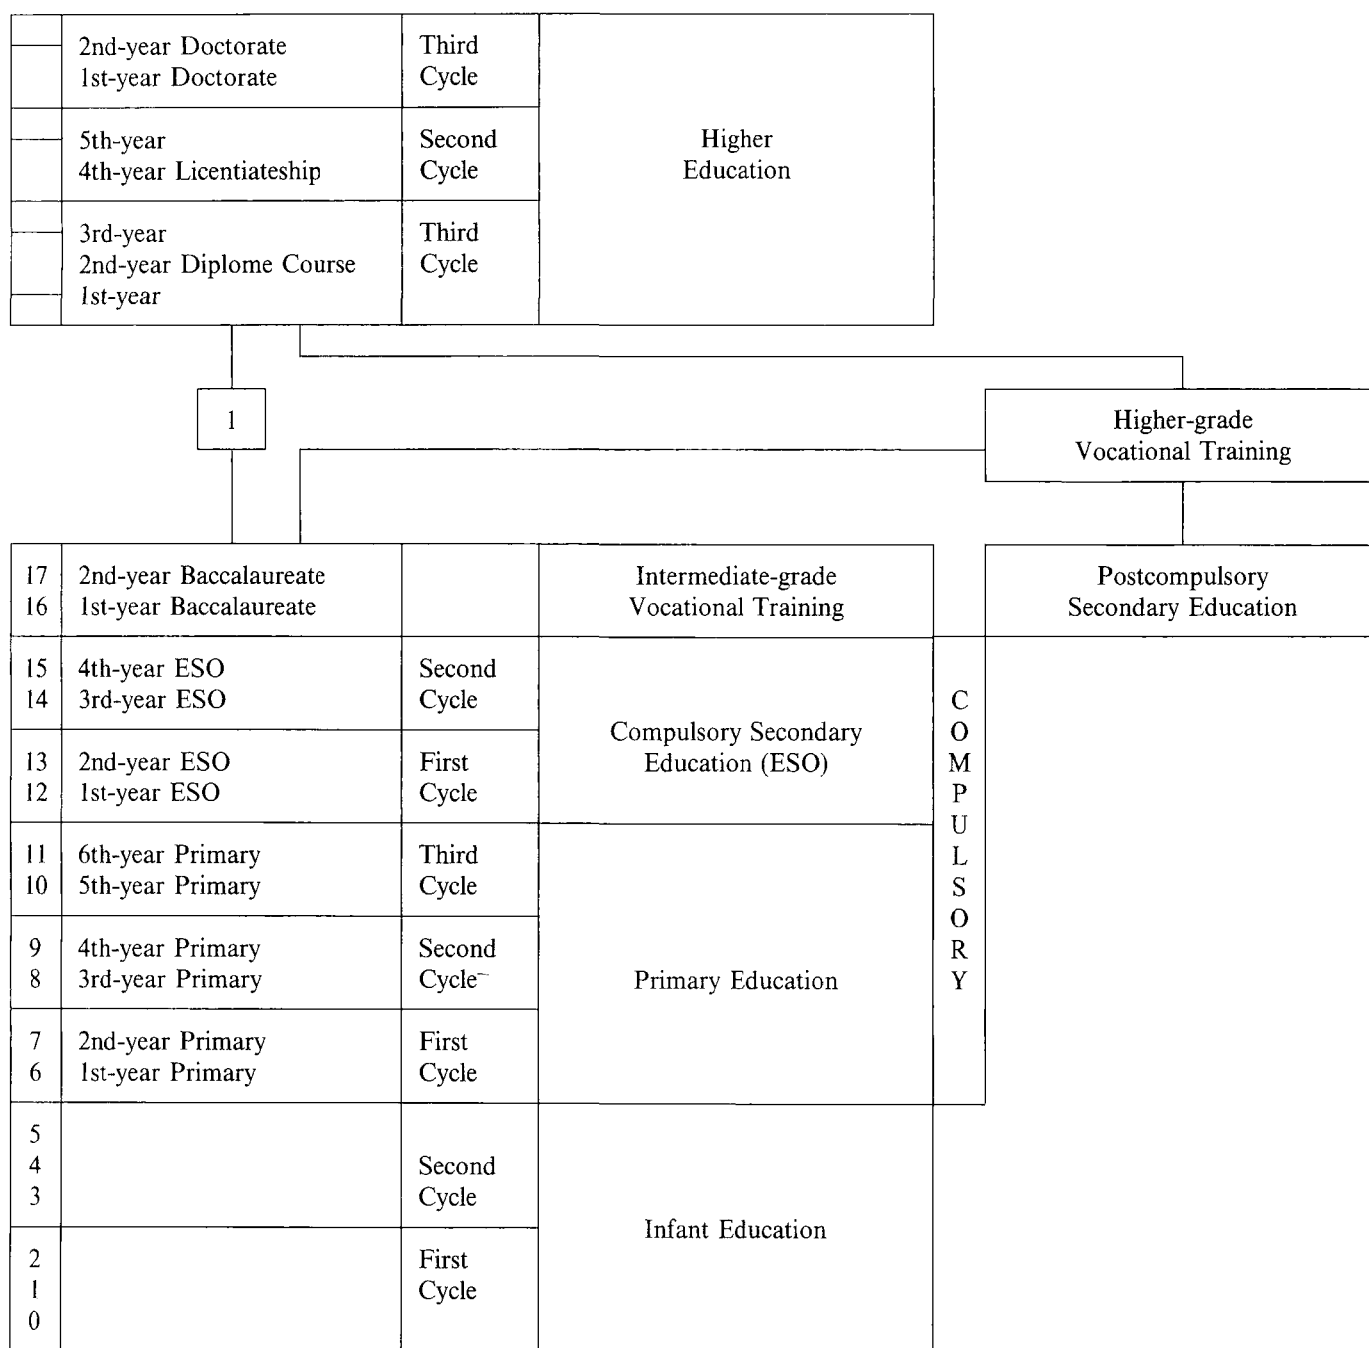 2nd-year Doctorate Third
1st-year Doctorate Cycle
5th-year Second Higher
4th-year Licentiateship Cycle Education
3rd-year Third
2nd-year Diplome Course Cycle
1st-year
1
Higher-grade
Vocational Training
17 2nd-year Baccalaureate Intermediate-grade Postcompulsory
16 1st-year Baccalaureate Vocational Training Secondary Education
15 4th-year ESO Second
14 3rd-year ESO Cycle
Compulsory Secondary
Education (ESO)
13 2nd-year ESO First
12 1st-year ESO Cycle
11 6th-year Primary Third
10 5th-year Primary Cycle
9 4th-year Primary Second
8 3rd-year Primary Cycle Primary Education
7 2nd-year Primary First
6 1st-year Primary Cycle
COMPULSORY
5
4 Second
3 Cycle
Infant Education
2 First
1 Cycle
0